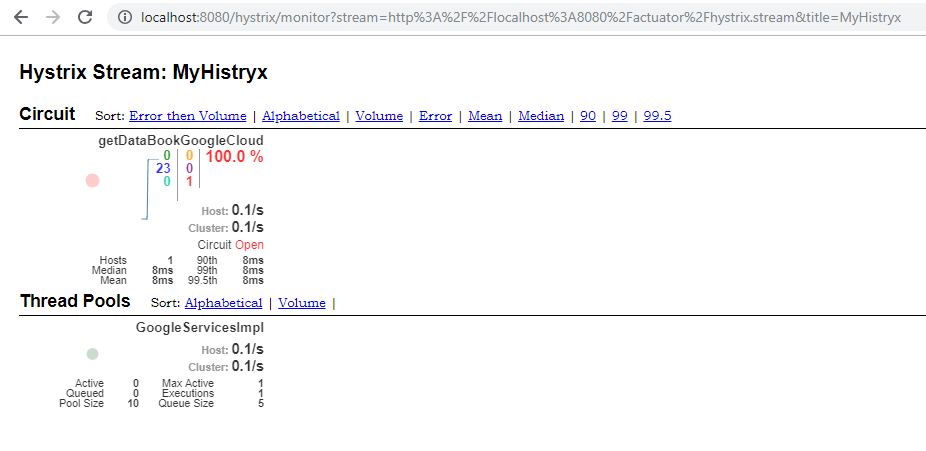 localhost:8080/hystrix/monitor?stream=http%3A%2F%2Flocalhost%3A8080%2Factuator%2Fhystrix.stream&title=MyHistryx
Hystrix Stream: MyHistryx
Circuit Sort: Error then Volume | Alphabetical | Volume | Error | Mean | Median | 90 | 99 | 99.5
getDataBookGoogleCloud
0 0 100.0 %
23 0
0 1
Host: 0.1/s
Cluster: 0.1/s
Circuit Open
Hosts 1 90th 8ms
Median 8ms 99th 8ms
Mean 8ms 99.5th 8ms
Thread Pools Sort: Alphabetical | Volume |
GoogleServicesImpl
Host: 0.1/s
Cluster: 0.1/s
Active 0 Max Active 1
Queued 0 Executions 1
Pool Size 10 Queue Size 5